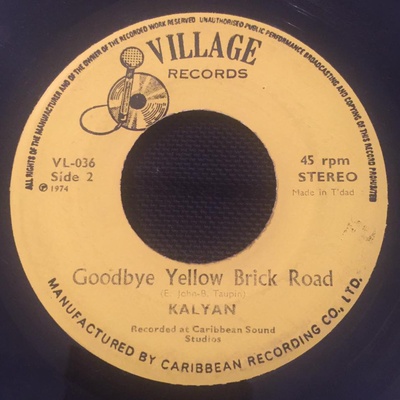 ALL RIGHTS OF THE MANUFACTURER AND OF THE OWNER OF THE RECORDED WORK RESERVED UNAUTHORISED PUBLIC PERFORMANCE BROADCASTING AND COPYING OF THIS RECORD PROHIBITED
VILLAGE
RECORDS
VL-036
Side 2
℗ 1974
45 rpm
STEREO
Made in T'dad
Goodbye Yellow Brick Road
(E. John-B. Taupin)
KALYAN
Recorded at Caribbean Sound
Studios
MANUFACTURED BY CARIBBEAN RECORDING CO., LTD.